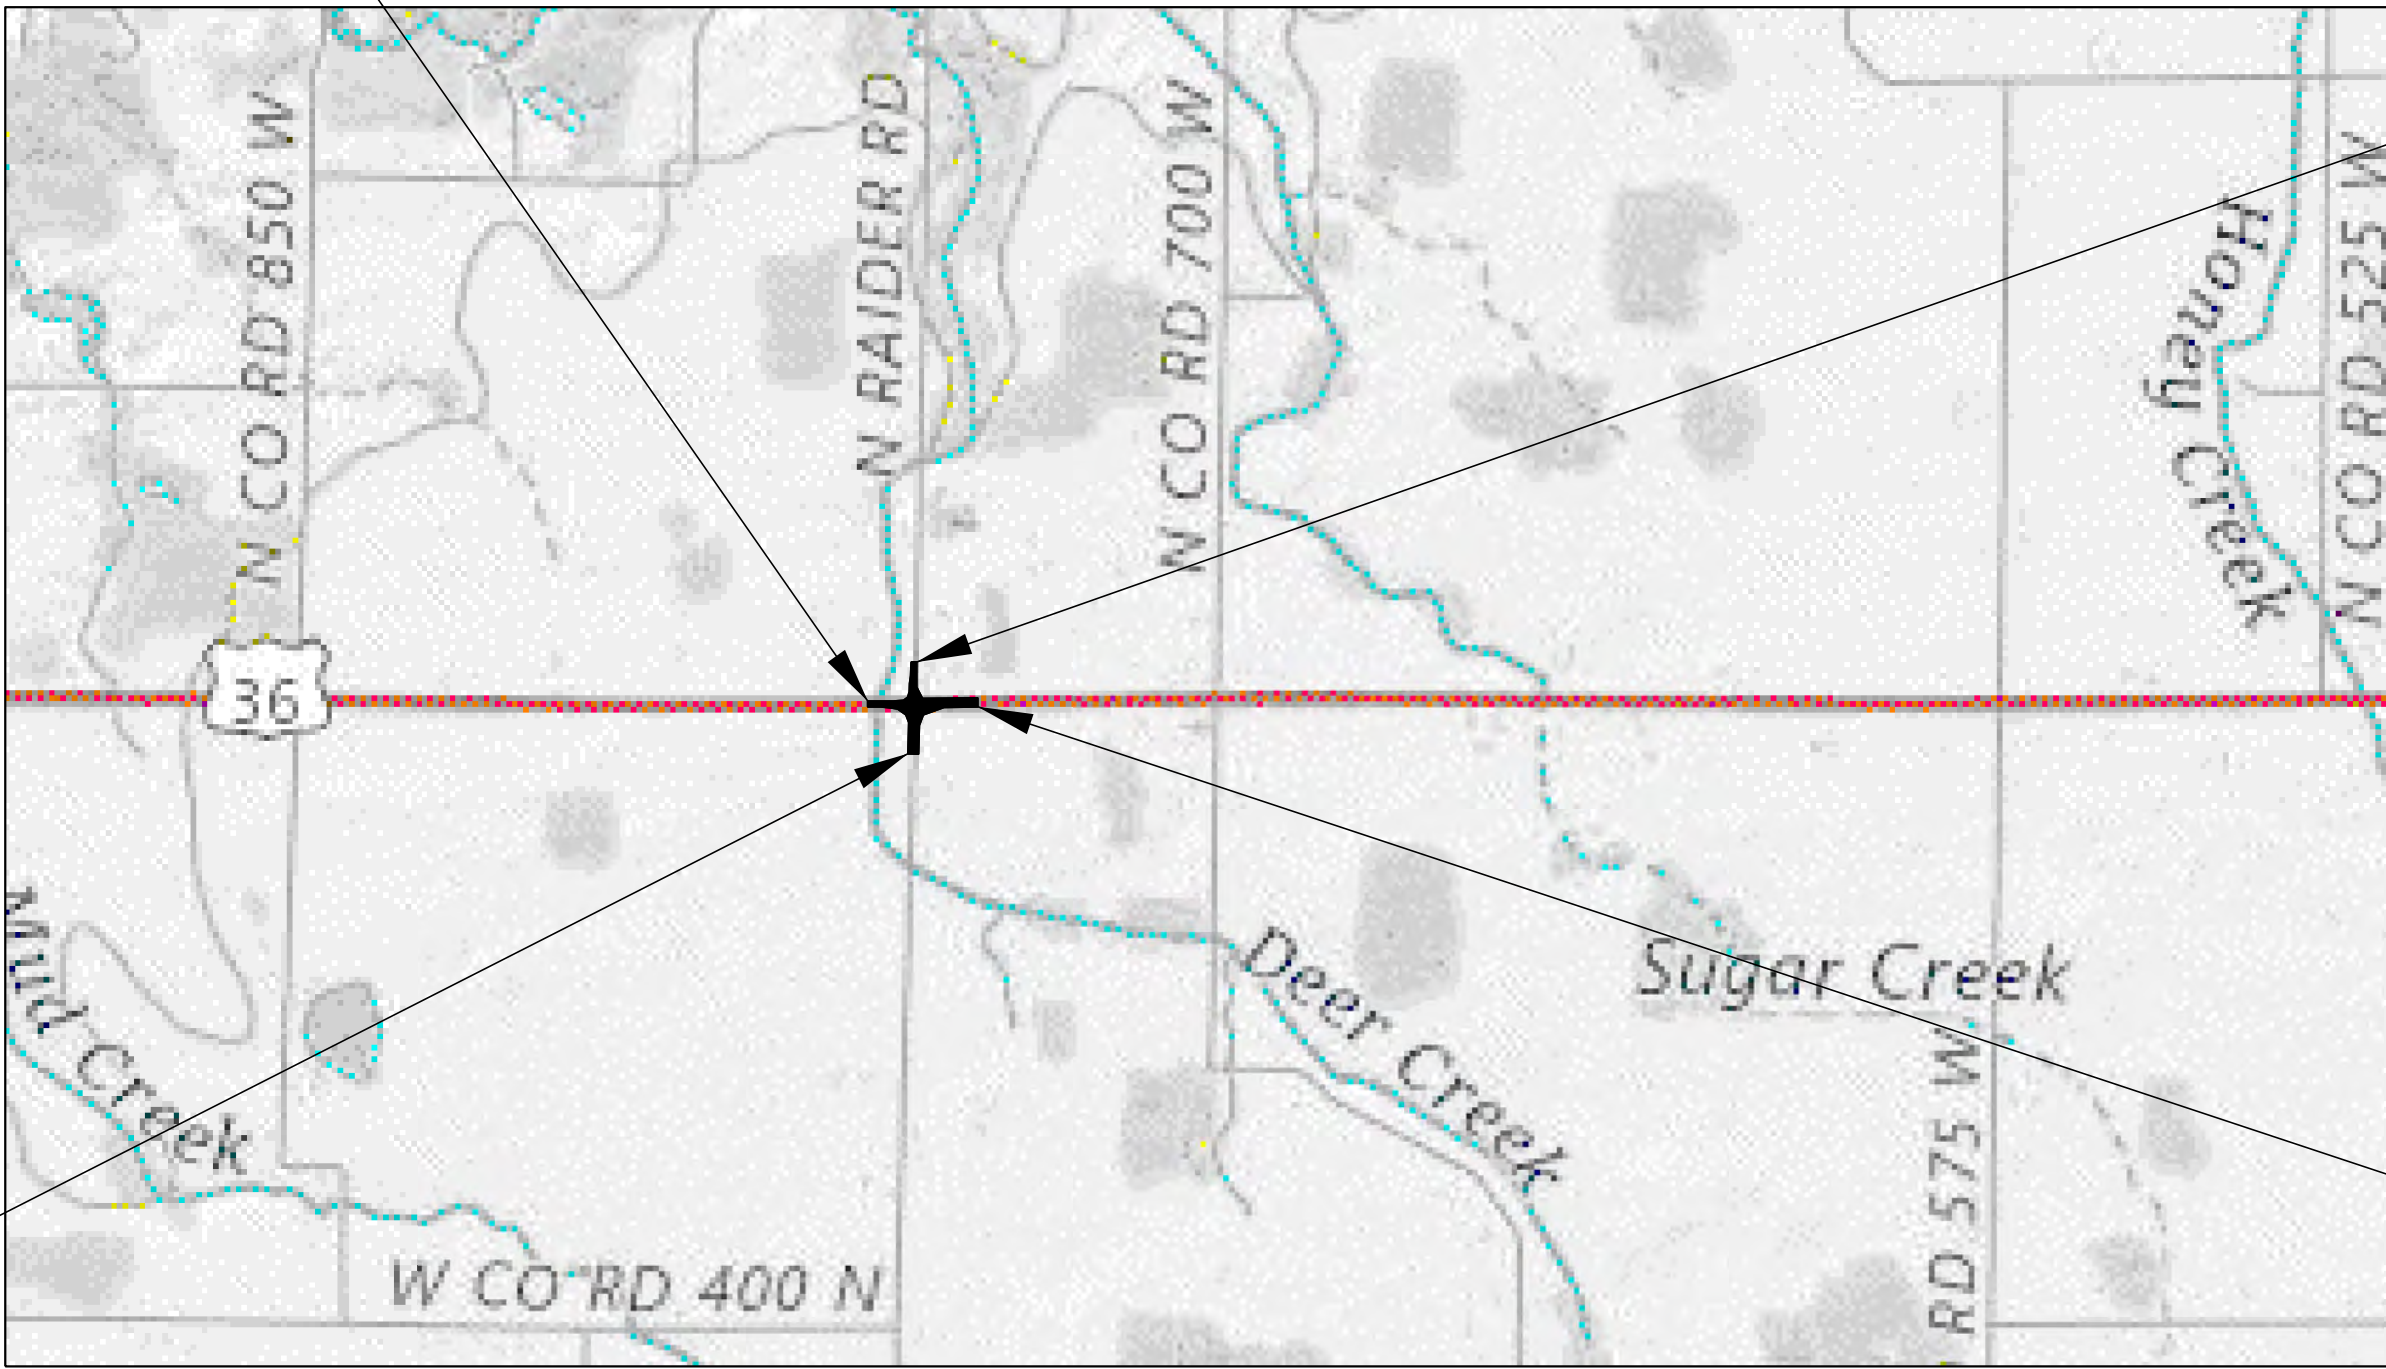 N CO RD 850 W
N RAIDER RD
N CO RD 700 W
Honey Creek
N CO RD 525 W
36
Mud Creek
Deer Creek
Sugar Creek
RD 575 W
W CO RD 400 N